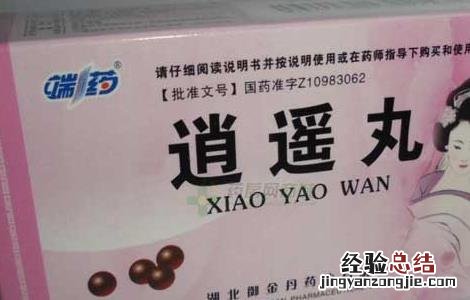 端药®
请仔细阅读说明书并按说明使用或在药师指导下购买和使用
【批准文号】国药准字Z10983062
逍遥丸
XIAO YAO WAN
湖北御金丹药
PHARMACEUTI
经验总结
jingyanzongjie.com